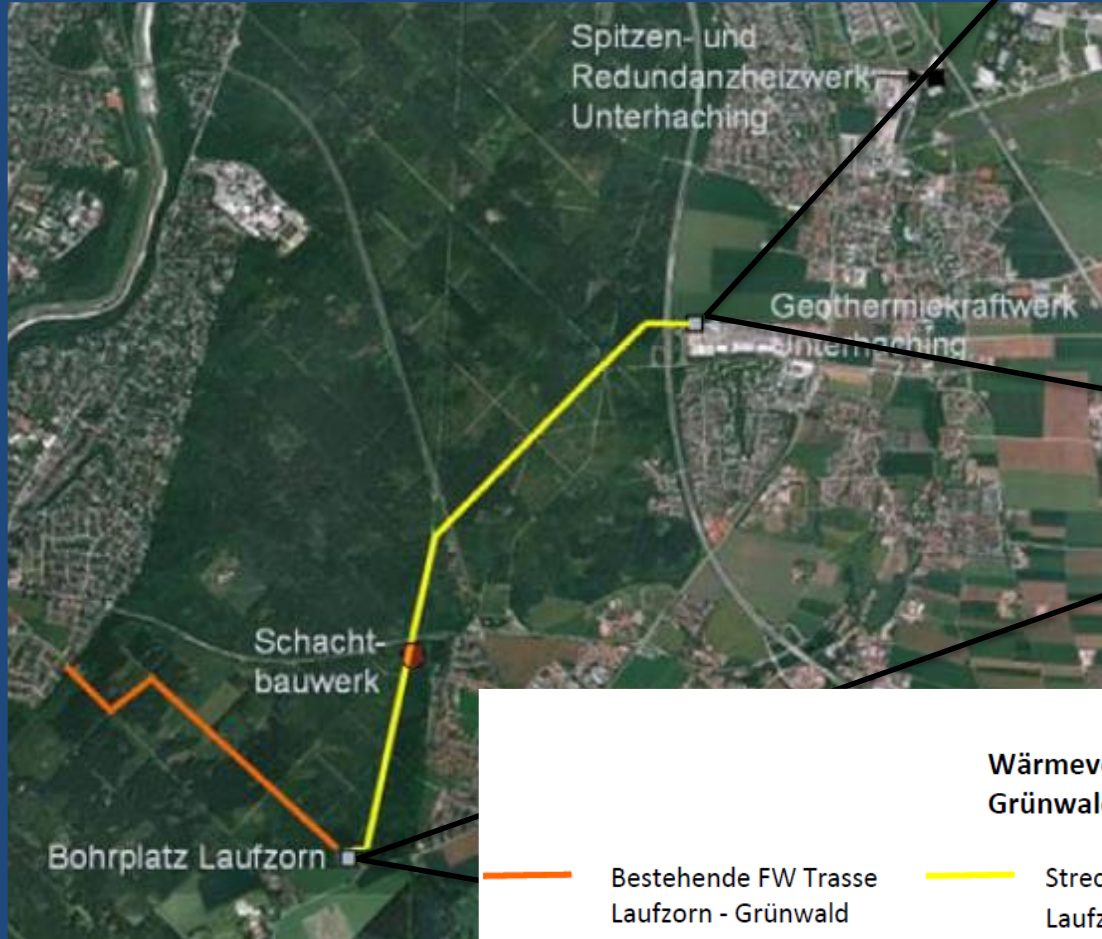 Spitzen- und
Redundanzheizwerk
Unterhaching
Geothermiekraftwerk
Unterhaching
Schacht-
bauwerk
Bohrplatz Laufzorn
Bestehende FW Trasse
Laufzorn - Grünwald